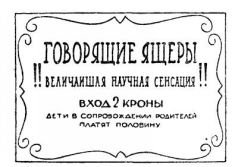 ГОВОРЯЩИЕ ЯЩЕРЫ
!! ВЕЛИЧАЙШАЯ НАУЧНАЯ СЕНСАЦИЯ !!
ВХОД 2 КРОНЫ
ДЕТИ В СОПРОВОЖДЕНИИ РОДИТЕЛЕЙ
ПЛАТЯТ ПОЛОВИНУ